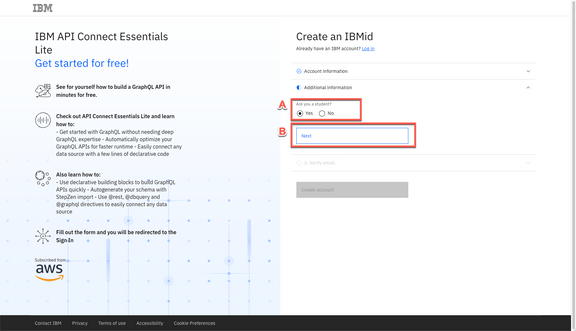 IBM
IBM API Connect Essentials
Lite
Get started for free!
See for yourself how to build a GraphQL API in
minutes for free.
Check out API Connect Essentials Lite and learn
how to:
- Get started with GraphQL without needing deep
GraphQL expertise - Automatically optimize your
GraphQL APIs for faster runtime - Easily connect any
data source with a few lines of declarative code
Also learn how to:
- Use declarative building blocks to build GraphQL
APIs quickly - Autogenerate your schema with
StepZen import - Use @rest, @dbquery and
@graphql directives to easily connect any data
source
Fill out the form and you will be redirected to the
Sign-In
Subscribed from:
aws
Create an IBMid
Already have an IBM account? Log in
Account information
Additional information
A
Are you a student?
Yes No
B
Next
Verify email
Create account
Contact IBM Privacy Terms of use Accessibility Cookie Preferences